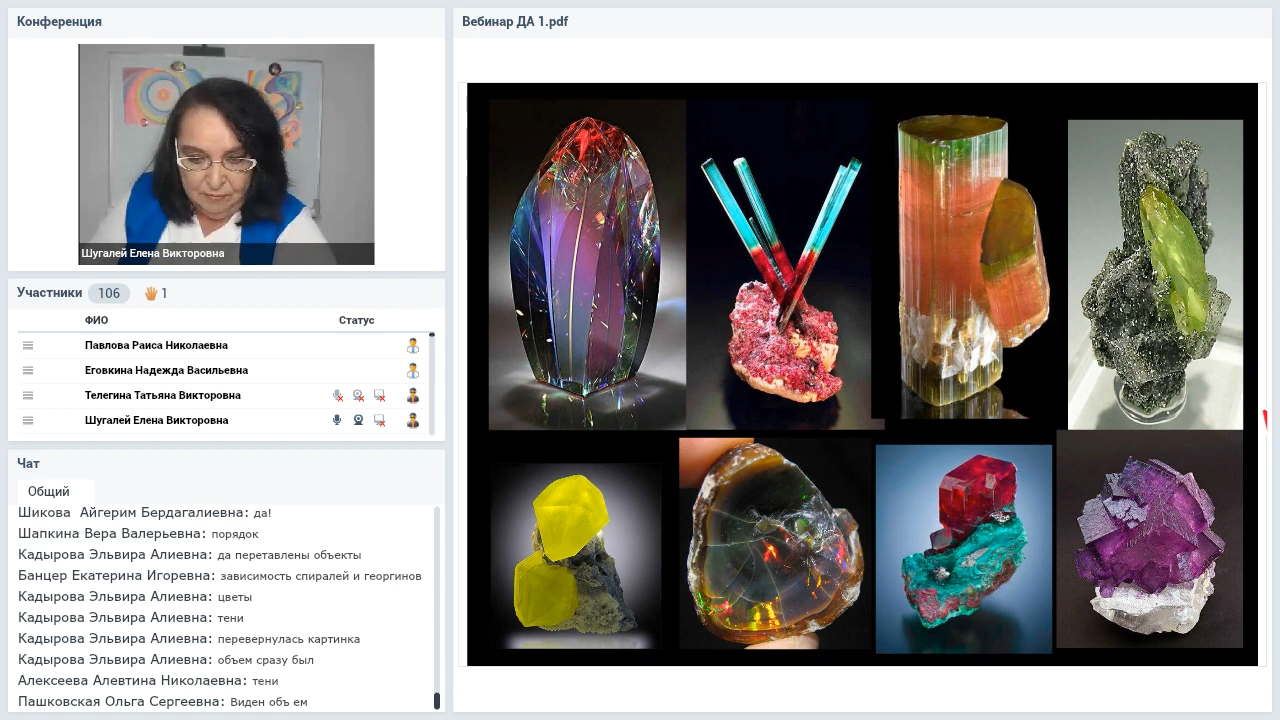 Конференция
Шугалей Елена Викторовна
Участники 106 1
ФИО Статус
Павлова Раиса Николаевна
Еговкина Надежда Васильевна
Телегина Татьяна Викторовна
Шугалей Елена Викторовна
Чат
Общий
Шикова Айгерим Бердагалиевна: да!
Шапкина Вера Валерьевна: порядок
Кадырова Эльвира Алиевна: да перетавлены объекты
Банцер Екатерина Игоревна: зависимость спиралей и георгинов
Кадырова Эльвира Алиевна: цветы
Кадырова Эльвира Алиевна: тени
Кадырова Эльвира Алиевна: перевернулась картинка
Кадырова Эльвира Алиевна: объем сразу был
Алексеева Алевтина Николаевна: тени
Пашковская Ольга Сергеевна: Виден объ ем
Вебинар ДА 1.pdf